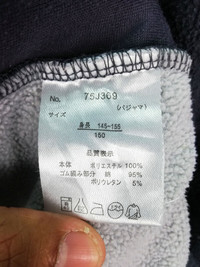 No. 75J369
(パジャマ)
サイズ
身長 145-155
150
品質表示
本体 ポリエステル 100%
ゴム編み部分 綿 95%
ポリウレタン 5%